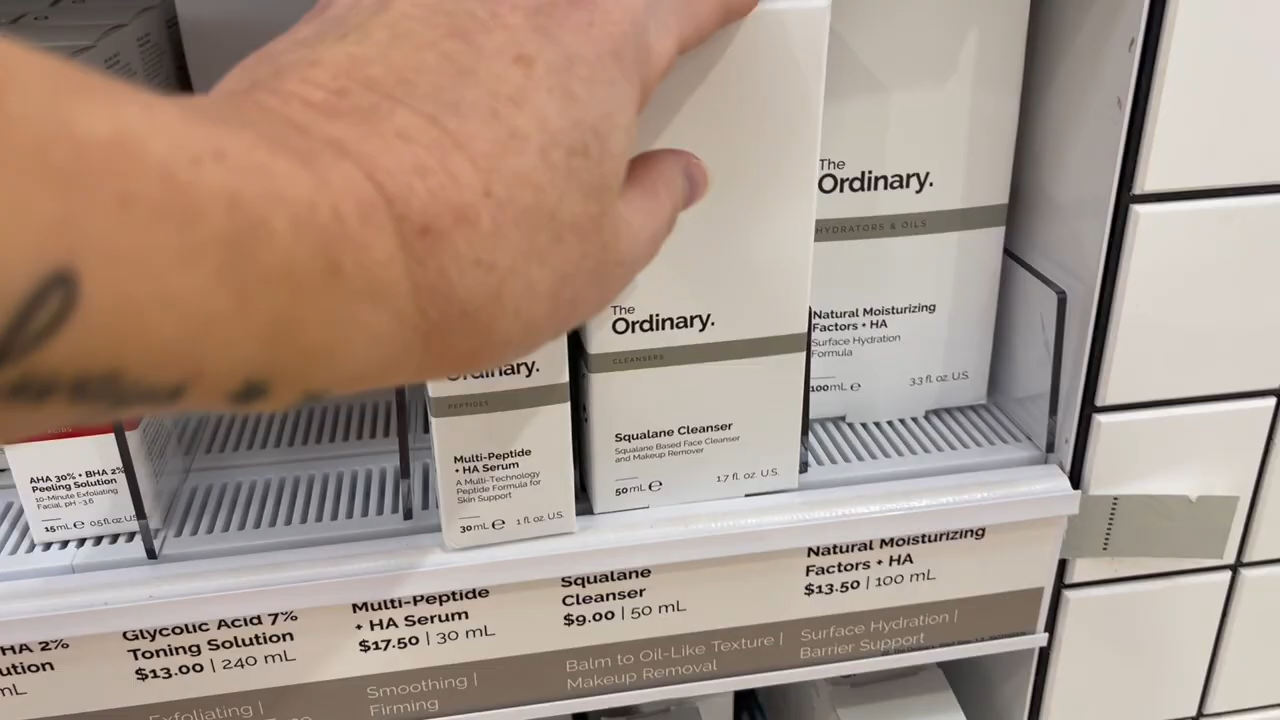 The
Ordinary.
HYDRATORS & OILS
Natural Moisturizing
Factors + HA
Surface Hydration
Formula
100mL e
3.3 fl. oz. U.S.
The
Ordinary.
CLEANSERS
Squalane Cleanser
Squalane Based Face Cleanser
and Makeup Remover
50mL e
1.7 fl. oz. U.S.
Ordinary.
PEPTIDES
Multi-Peptide
+ HA Serum
A Multi-Technology
Peptide Formula for
Skin Support
30mL e 1 fl. oz. U.S.
ACIDS
AHA 30% + BHA 2%
Peeling Solution
10-Minute Exfoliating
Facial, pH ~3.6
15mL e 0.5 fl. oz. U.S.
HA 2%
ution
mL
Glycolic Acid 7%
Toning Solution
$13.00 | 240 mL
Exfoliating |
Multi-Peptide
+ HA Serum
$17.50 | 30 mL
Smoothing |
Firming
Squalane
Cleanser
$9.00 | 50 mL
Balm to Oil-Like Texture |
Makeup Removal
Natural Moisturizing
Factors + HA
$13.50 | 100 mL
Surface Hydration |
Barrier Support